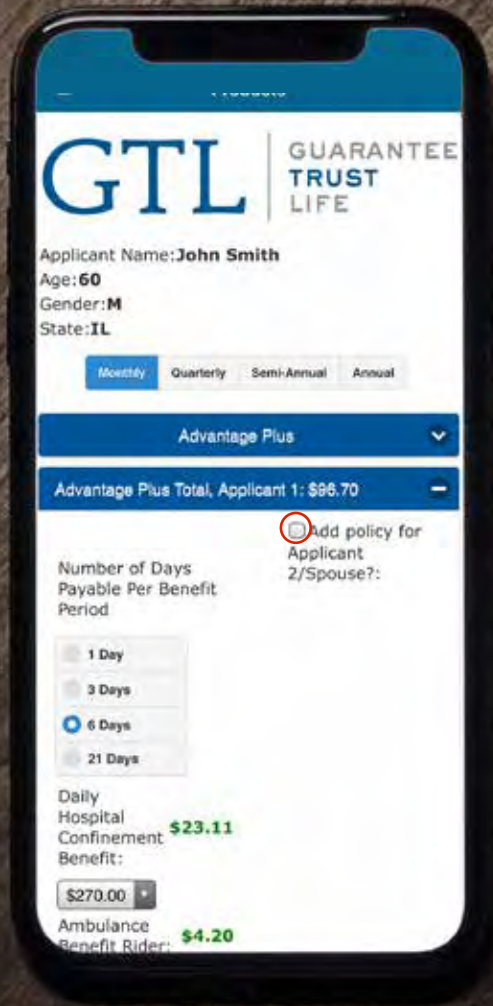 Products
GTL
GUARANTEE
TRUST
LIFE
Applicant Name:John Smith
Age:60
Gender:M
State:IL
Monthly Quarterly Semi-Annual Annual
Advantage Plus
Advantage Plus Total, Applicant 1: $96.70
Add policy for
Applicant
2/Spouse?:
Number of Days
Payable Per Benefit
Period
1 Day
3 Days
6 Days
21 Days
Daily
Hospital
Confinement
Benefit:
$23.11
$270.00
Ambulance
Benefit Rider:
$4.20